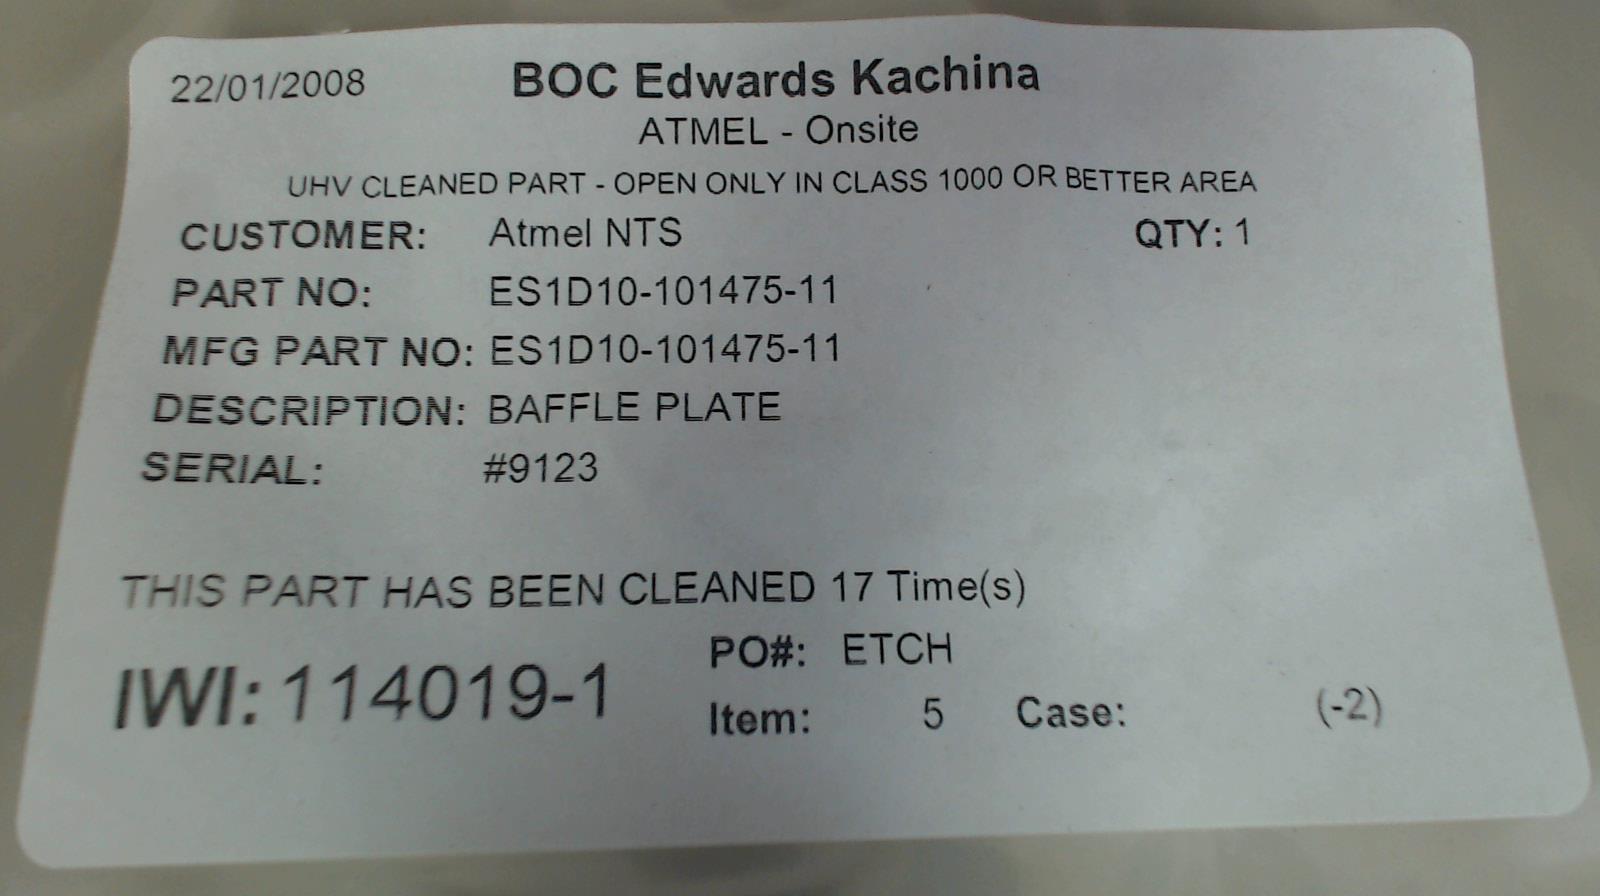 22/01/2008 BOC Edwards Kachina
ATMEL - Onsite
UHV CLEANED PART - OPEN ONLY IN CLASS 1000 OR BETTER AREA
CUSTOMER: Atmel NTS QTY: 1
PART NO: ES1D10-101475-11
MFG PART NO: ES1D10-101475-11
DESCRIPTION: BAFFLE PLATE
SERIAL: #9123
THIS PART HAS BEEN CLEANED 17 Time(s)
IWI: 114019-1 PO#: ETCH
Item: 5 Case: (-2)